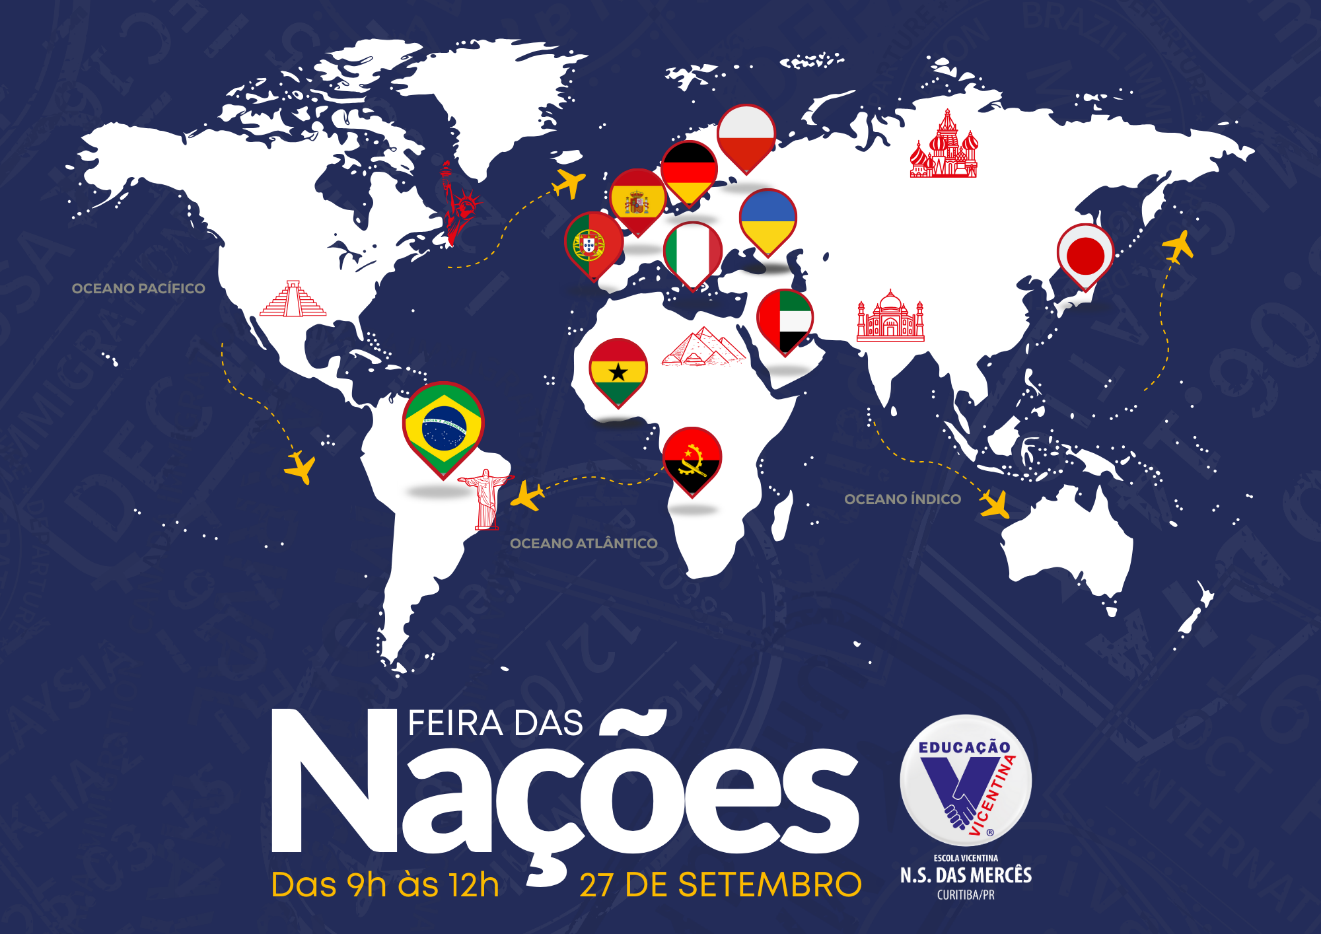 OCEANO PACÍFICO
OCEANO ÍNDICO
OCEANO ATLÂNTICO
FEIRA DAS
Nações
Das 9h às 12h
27 DE SETEMBRO
EDUCAÇÃO
VICENTINA
®
ESCOLA VICENTINA
N.S. DAS MERCÊS
CURITIBA/PR